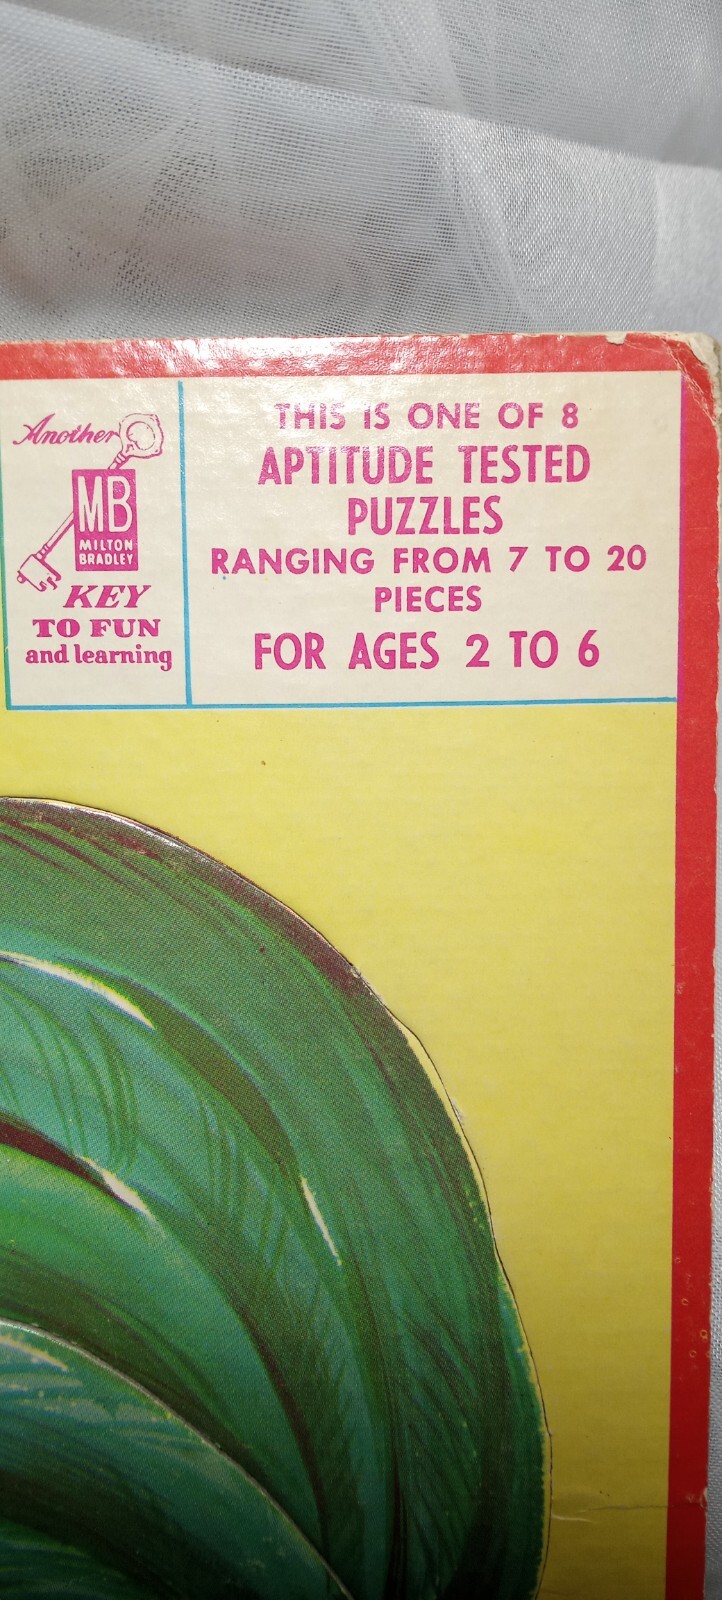 Another
MB
MILTON
BRADLEY
KEY
TO FUN
and learning
THIS IS ONE OF 8
APTITUDE TESTED
PUZZLES
RANGING FROM 7 TO 20
PIECES
FOR AGES 2 TO 6